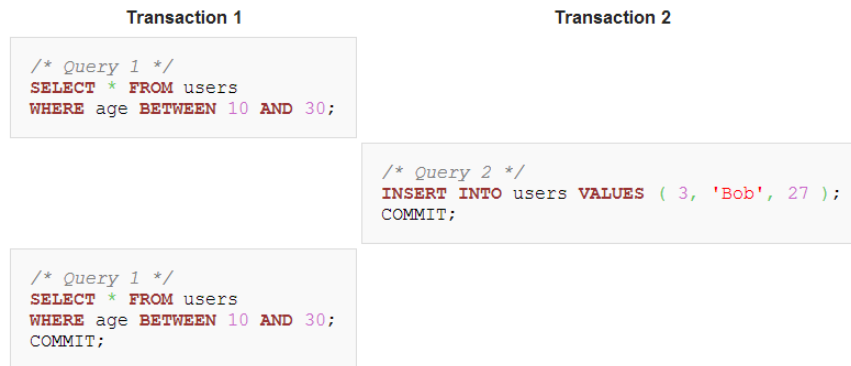 Transaction 1
Transaction 2
/* Query 1 */
SELECT * FROM users
WHERE age BETWEEN 10 AND 30;
/* Query 2 */
INSERT INTO users VALUES ( 3, 'Bob', 27 );
COMMIT;
/* Query 1 */
SELECT * FROM users
WHERE age BETWEEN 10 AND 30;
COMMIT;